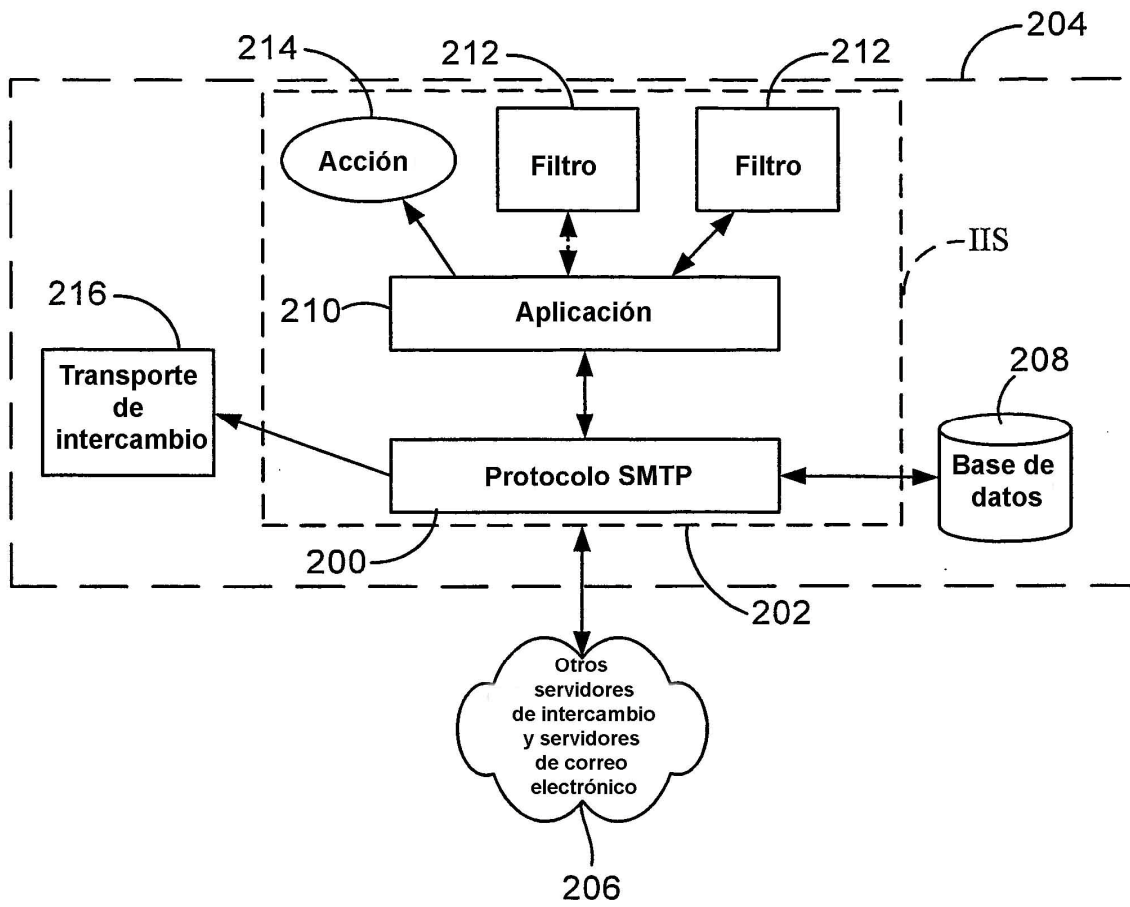 204
214
212
212
Acción
Filtro
Filtro
IIS
216
210
Aplicación
Transporte
de
intercambio
208
Protocolo SMTP
Base de
datos
200
202
Otros
servidores
de intercambio
y servidores
de correo
electrónico
206